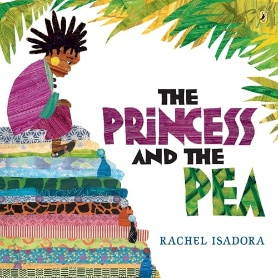 THE
PRINCESS
AND THE
PEA
RACHEL ISADORA